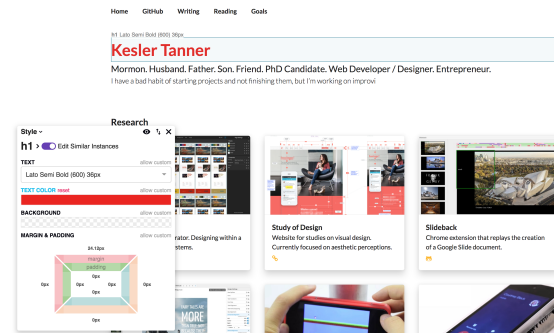 Home GitHub Writing Reading Goals
h1 Lato Semi Bold (600) 36px
Kesler Tanner
Mormon. Husband. Father. Son. Friend. PhD Candidate. Web Developer / Designer. Entrepreneur.
I have a bad habit of starting projects and not finishing them, but I'm working on improvi
Research
Style
h1 > Edit Similar Instances
TEXT allow custom
Lato Semi Bold (600) 36px
TEXT COLOR reset allow custom
BACKGROUND allow custom
MARGIN & PADDING allow custom
24.12px
margin
padding
0px
0px 0px 0px 0px
0px
0px
rator. Designing within a
stems.
Study of Design
Website for studies on visual design.
Currently focused on aesthetic perceptions.
Slideback
Chrome extension that replays the creation
of a Google Slide document.
MORE